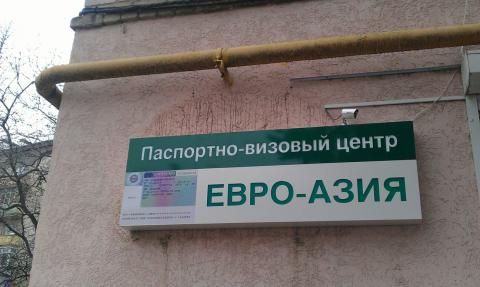 Паспортно-визовый центр
ЕВРО-АЗИЯ